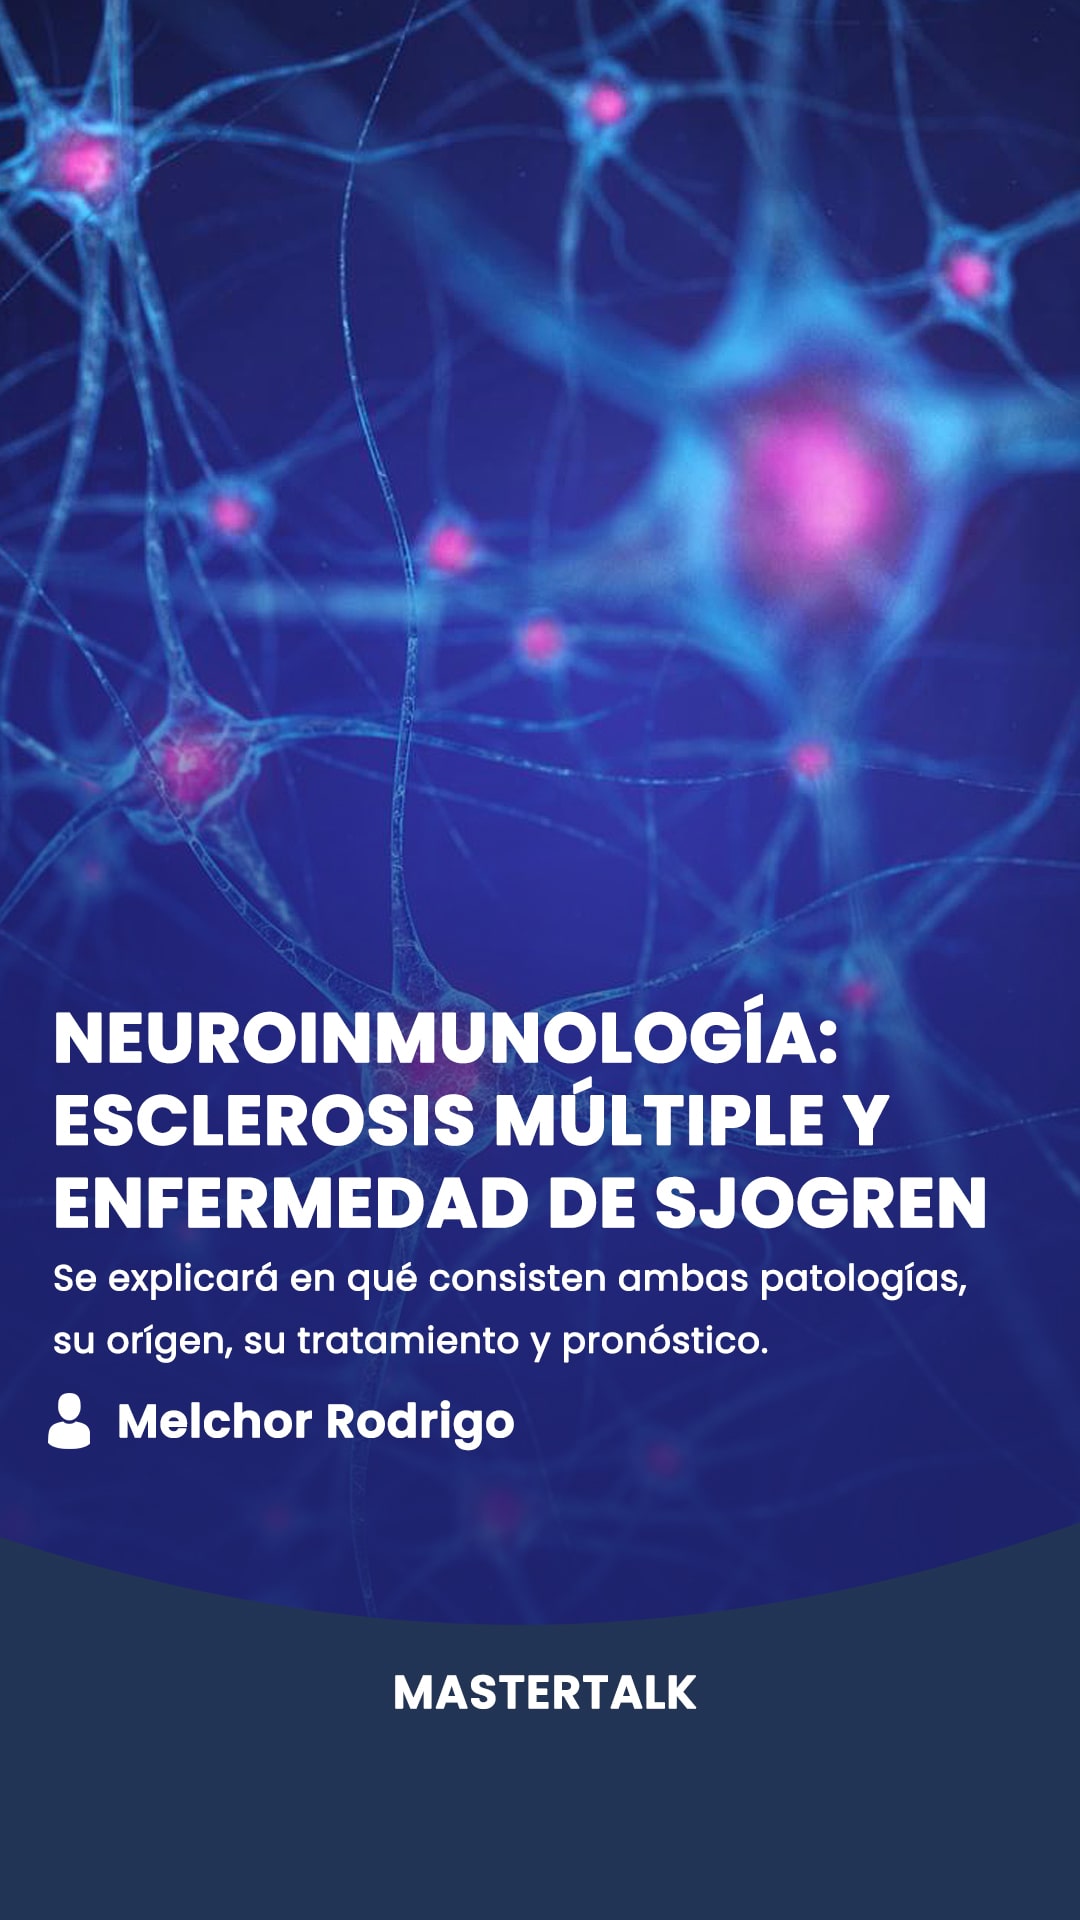 NEUROINMUNOLOGÍA:
ESCLEROSIS MÚLTIPLE Y
ENFERMEDAD DE SJOGREN
Se explicará en qué consisten ambas patologías,
su orígen, su tratamiento y pronóstico.
Melchor Rodrigo
MASTERTALK